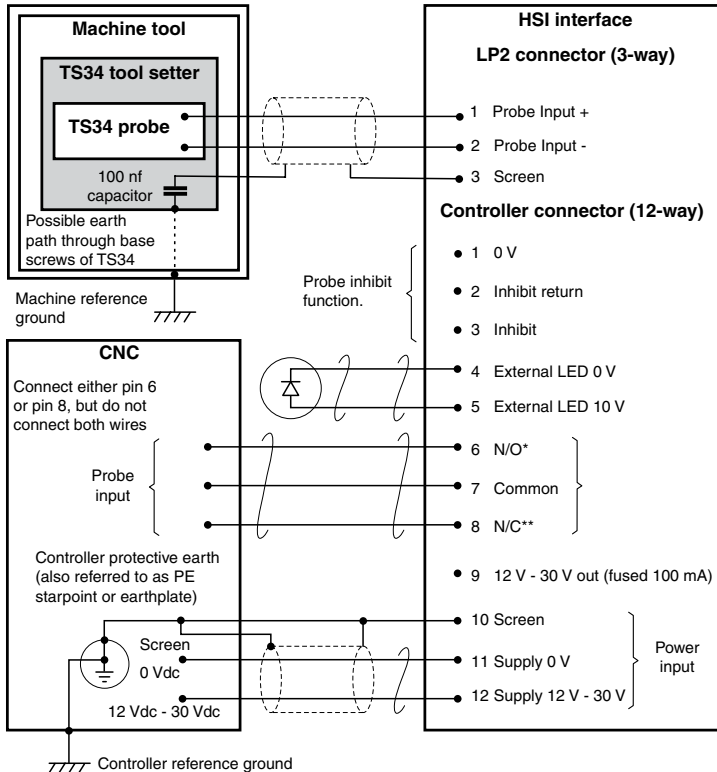 Machine tool
TS34 tool setter
TS34 probe
100 nf
capacitor
Possible earth
path through base
screws of TS34
Machine reference
ground
HSI interface
LP2 connector (3-way)
1 Probe Input +
2 Probe Input -
3 Screen
Controller connector (12-way)
Probe inhibit
function.
1 0 V
2 Inhibit return
3 Inhibit
4 External LED 0 V
5 External LED 10 V
6 N/O*
7 Common
8 N/C**
9 12 V - 30 V out (fused 100 mA)
10 Screen
11 Supply 0 V
12 Supply 12 V - 30 V
Power
input
CNC
Connect either pin 6
or pin 8, but do not
connect both wires
Probe
input
Controller protective earth
(also referred to as PE
starpoint or earthplate)
Screen
0 Vdc
12 Vdc - 30 Vdc
Controller reference ground